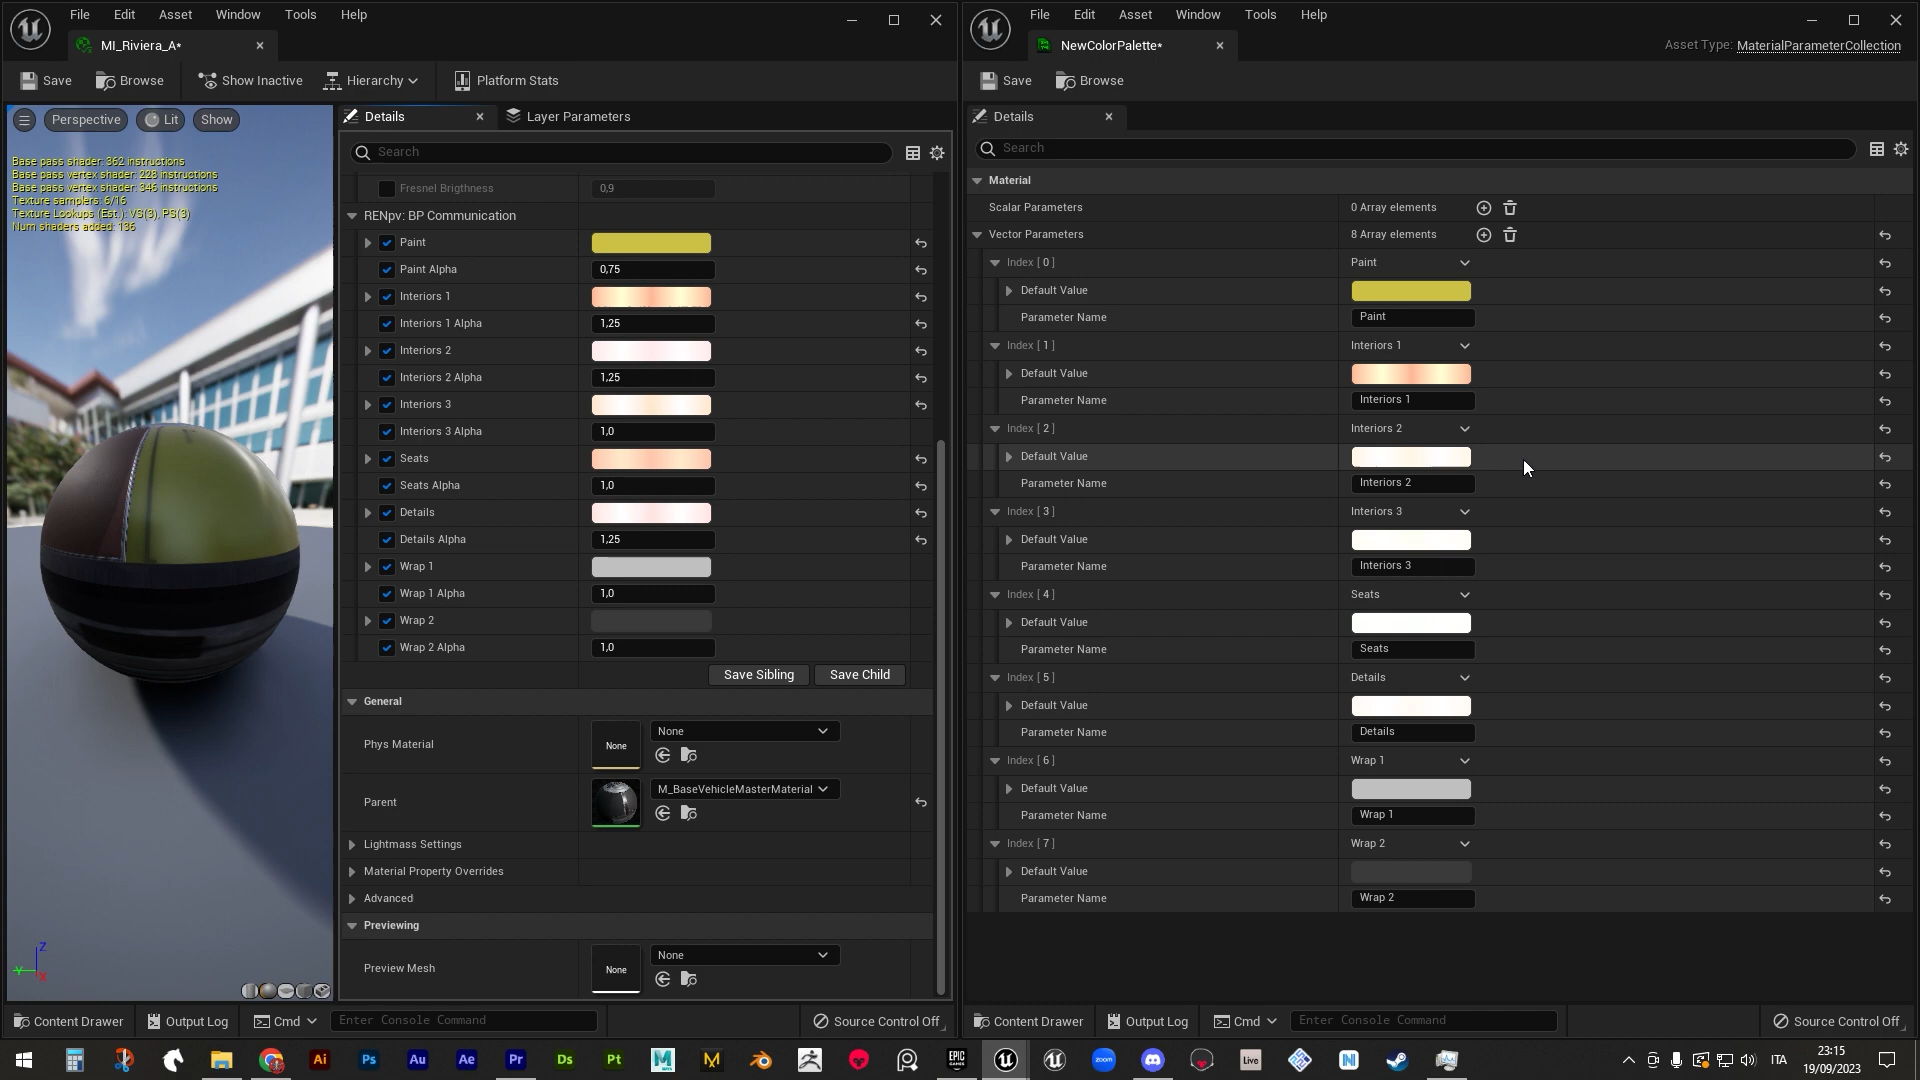 File Edit Asset Window Tools Help
MI_Riviera_A*
Save Browse Show Inactive Hierarchy Platform Stats
Perspective Lit Show
Base pass shader: 362 instructions
Base pass vertex shader: 228 instructions
Base pass vertex shader: 346 instructions
Texture samplers: 6/16
Texture Lookups (Est.): VS(3), PS(3)
Num shaders added: 136
Z
Y
X
Details Layer Parameters
Search
Fresnel Brigthness 0,9
RENpv: BP Communication
Paint
Paint Alpha 0,75
Interiors 1
Interiors 1 Alpha 1,25
Interiors 2
Interiors 2 Alpha 1,25
Interiors 3
Interiors 3 Alpha 1,0
Seats
Seats Alpha 1,0
Details
Details Alpha 1,25
Wrap 1
Wrap 1 Alpha 1,0
Wrap 2
Wrap 2 Alpha 1,0
Save Sibling Save Child
General
Phys Material None None
Parent M_BaseVehicleMasterMaterial
Lightmass Settings
Material Property Overrides
Advanced
Previewing
Preview Mesh None None
Content Drawer Output Log Cmd Enter Console Command Source Control Off
File Edit Asset Window Tools Help
NewColorPalette* Asset Type: MaterialParameterCollection
Save Browse
Details
Search
Material
Scalar Parameters 0 Array elements
Vector Parameters 8 Array elements
Index [ 0 ] Paint
Default Value
Parameter Name Paint
Index [ 1 ] Interiors 1
Default Value
Parameter Name Interiors 1
Index [ 2 ] Interiors 2
Default Value
Parameter Name Interiors 2
Index [ 3 ] Interiors 3
Default Value
Parameter Name Interiors 3
Index [ 4 ] Seats
Default Value
Parameter Name Seats
Index [ 5 ] Details
Default Value
Parameter Name Details
Index [ 6 ] Wrap 1
Default Value
Parameter Name Wrap 1
Index [ 7 ] Wrap 2
Default Value
Parameter Name Wrap 2
Content Drawer Output Log Cmd Enter Console Command Source Control Off
Ai Ps Au Ae Pr Ds Pt M M EPIC GAMES zoom Live N ITA 23:15
19/09/2023